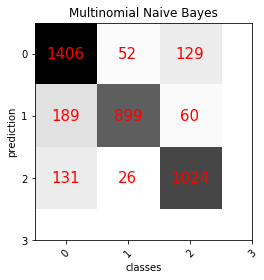 Multinomial Naive Bayes
0 1406 52 129
1 189 899 60
2 131 26 1024
3
0 1 2 3
prediction
classes